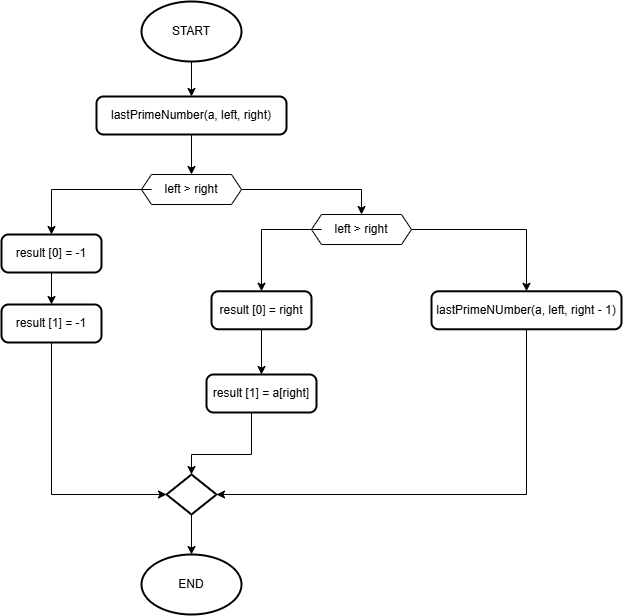 START
lastPrimeNumber(a, left, right)
left > right
left > right
result [0] = -1
result [0] = right
lastPrimeNUmber(a, left, right - 1)
result [1] = -1
result [1] = a[right]
END